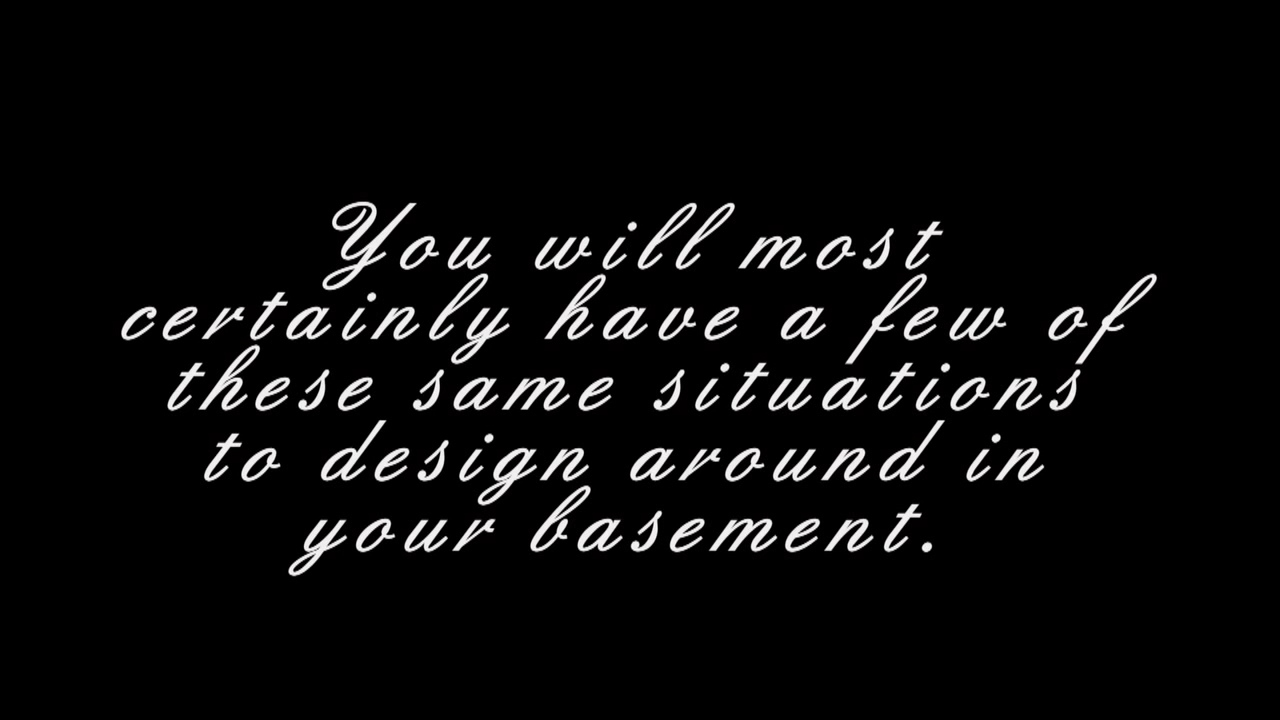 You will most
certainly have a few of
these same situations
to design around in
your basement.